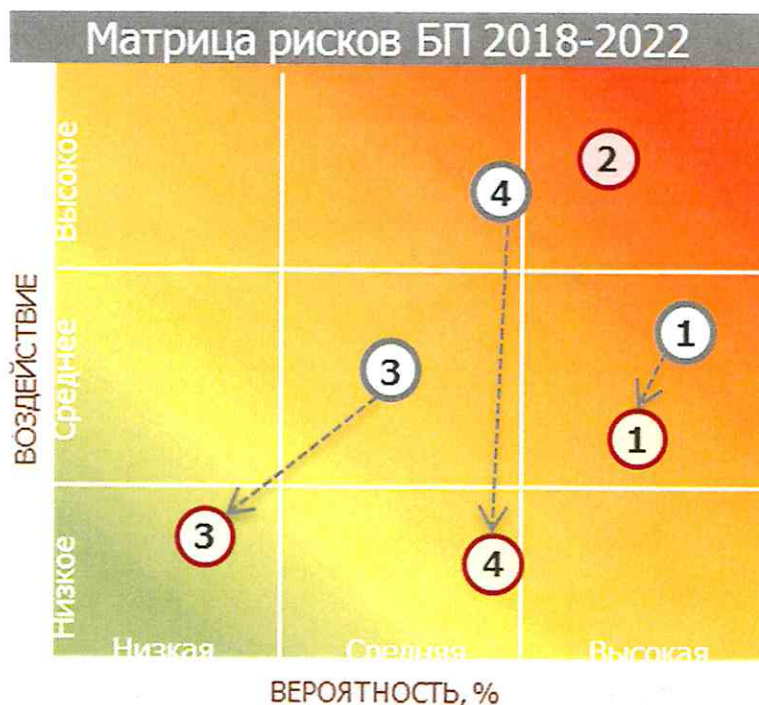 Матрица рисков БП 2018-2022
ВОЗДЕЙСТВИЕ
Высокое
Среднее
Низкое
2
4
1
3
1
3
4
Низкая
Средняя
Высокая
ВЕРОЯТНОСТЬ, %